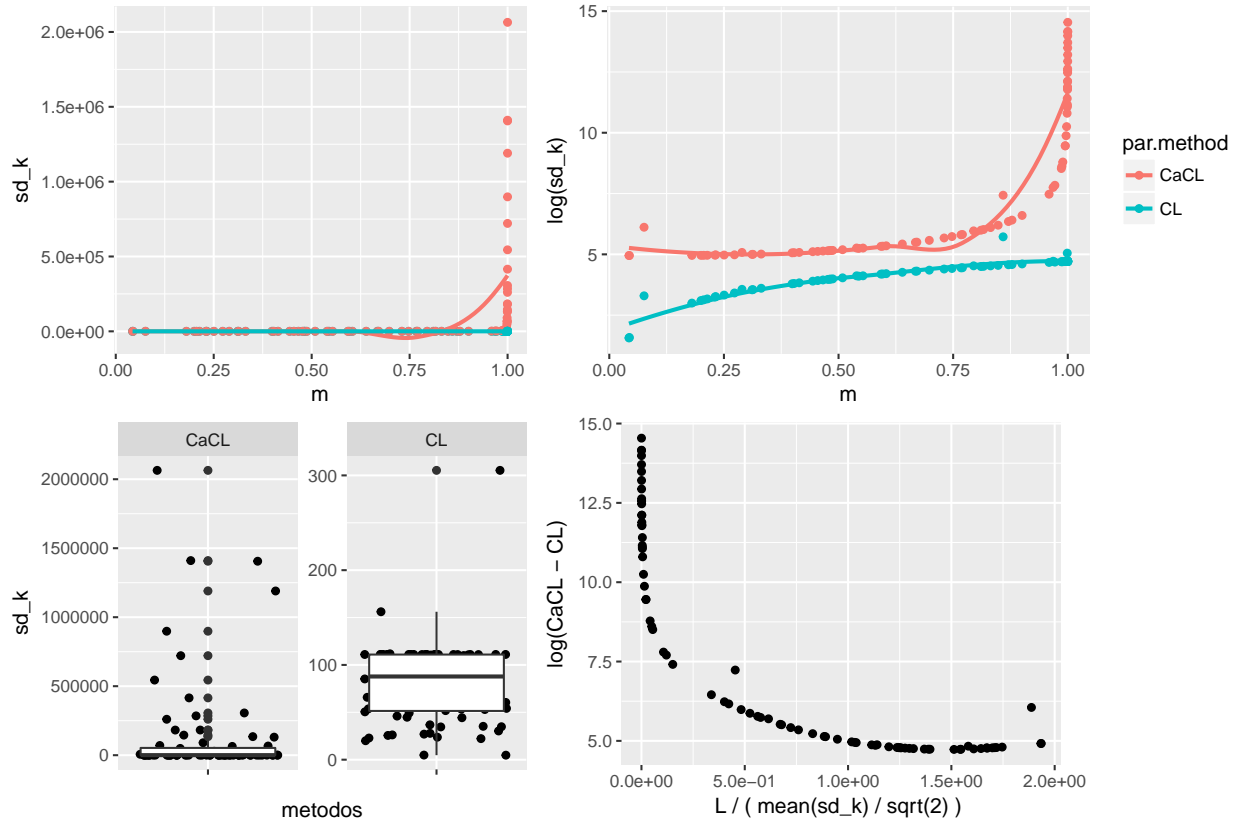 2.0e+06
1.5e+06
1.0e+06
5.0e+05
0.0e+00
sd_k
0.00 0.25 0.50 0.75 1.00
m
15
10
5
log(sd_k)
0.00 0.25 0.50 0.75 1.00
m
par.method
CaCL
CL
CaCL
CL
2000000
1500000
1000000
500000
0
sd_k
300
200
100
0
metodos
15.0
12.5
10.0
7.5
5.0
log(CaCL − CL)
0.0e+00 5.0e−01 1.0e+00 1.5e+00 2.0e+00
L / ( mean(sd_k) / sqrt(2) )